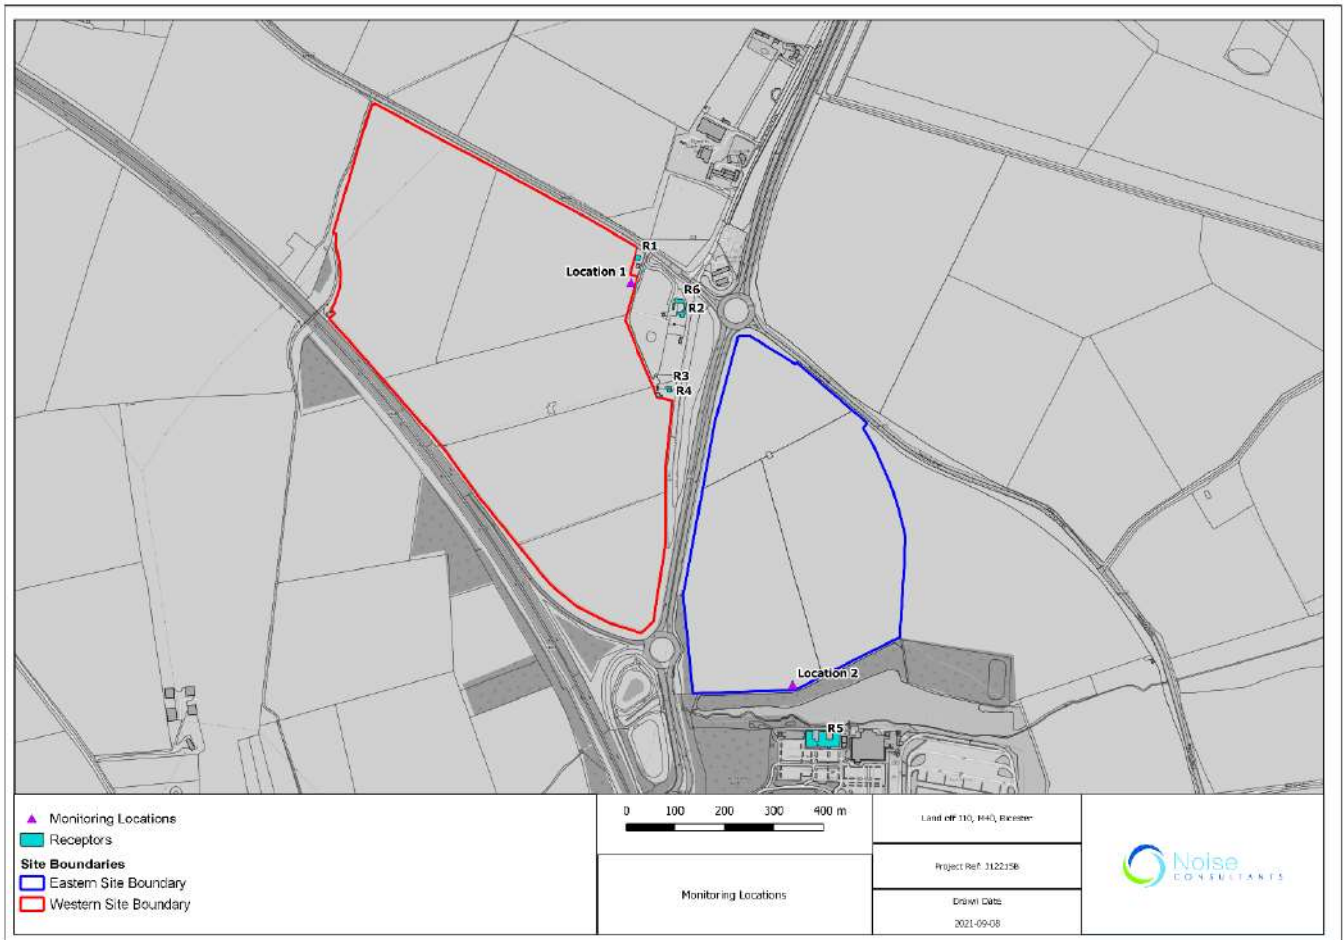 R1
Location 1
R6
R2
R3
R4
Location 2
R5
Monitoring Locations
Receptors
Site Boundaries
Eastern Site Boundary
Western Site Boundary
0 100 200 300 400 m
Monitoring Locations
Land off J10, M40, Bicester
Project Ref: J12215B
Drawn Date
2021-09-08
Noise
CONSULTANTS